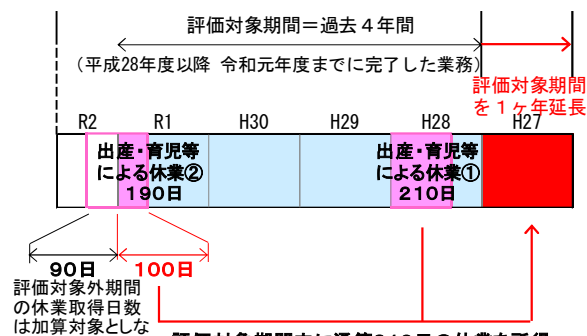 評価対象期間＝過去４年間
（平成28年度以降 令和元年度までに完了した業務）
評価対象期間
を１ヶ年延長
R2 R1 H30 H29 H28 H27
出産・育児等
による休業②
190日
出産・育児等
による休業①
210日
90日
100日
評価対象外期間
の休業取得日数
は加算対象としな